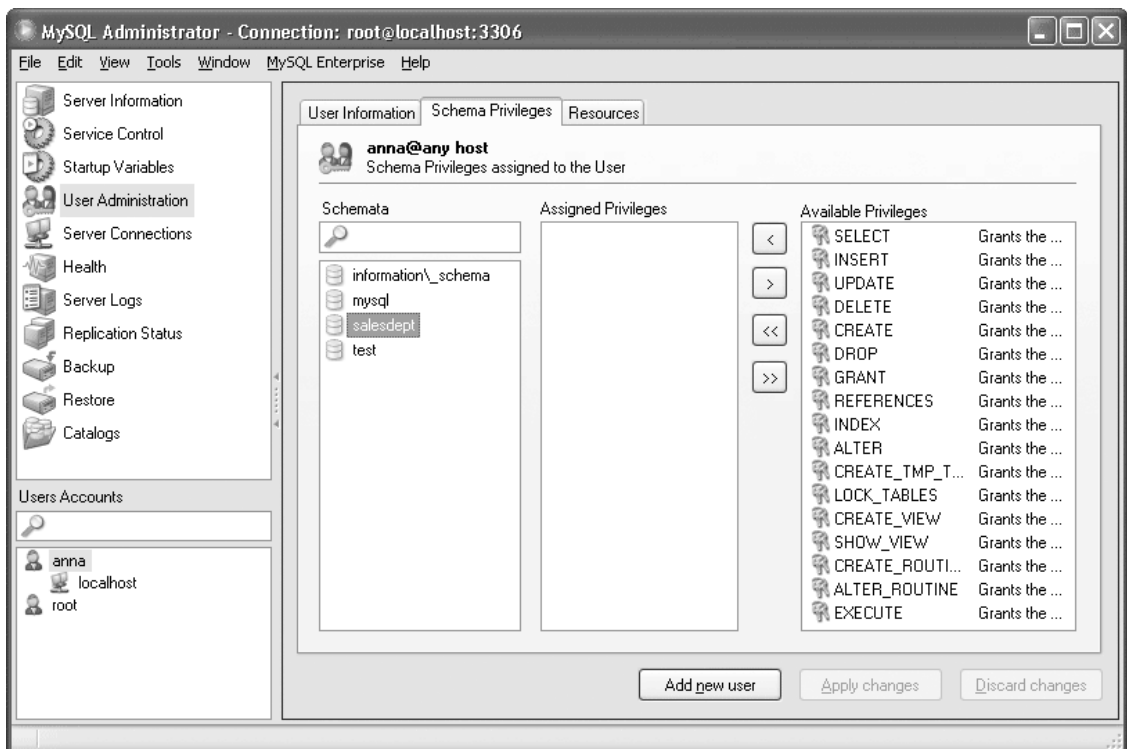 MySQL Administrator - Connection: root@localhost:3306
File Edit View Tools Window MySQL Enterprise Help
Server Information
Service Control
Startup Variables
User Administration
Server Connections
Health
Server Logs
Replication Status
Backup
Restore
Catalogs
Users Accounts
anna
localhost
root
User Information Schema Privileges Resources
anna@any host
Schema Privileges assigned to the User
Schemata
information\_schema
mysql
salesdept
test
Assigned Privileges
<
>
<<
>>
Available Privileges
SELECT Grants the ...
INSERT Grants the ...
UPDATE Grants the ...
DELETE Grants the ...
CREATE Grants the ...
DROP Grants the ...
GRANT Grants the ...
REFERENCES Grants the ...
INDEX Grants the ...
ALTER Grants the ...
CREATE_TMP_T... Grants the ...
LOCK_TABLES Grants the ...
CREATE_VIEW Grants the ...
SHOW_VIEW Grants the ...
CREATE_ROUTI... Grants the ...
ALTER_ROUTINE Grants the ...
EXECUTE Grants the ...
Add new user Apply changes Discard changes